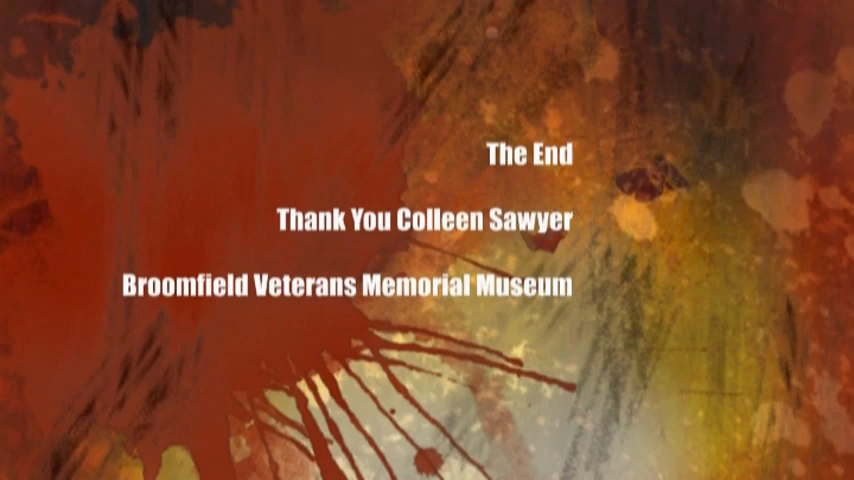 The End
Thank You Colleen Sawyer
Broomfield Veterans Memorial Museum